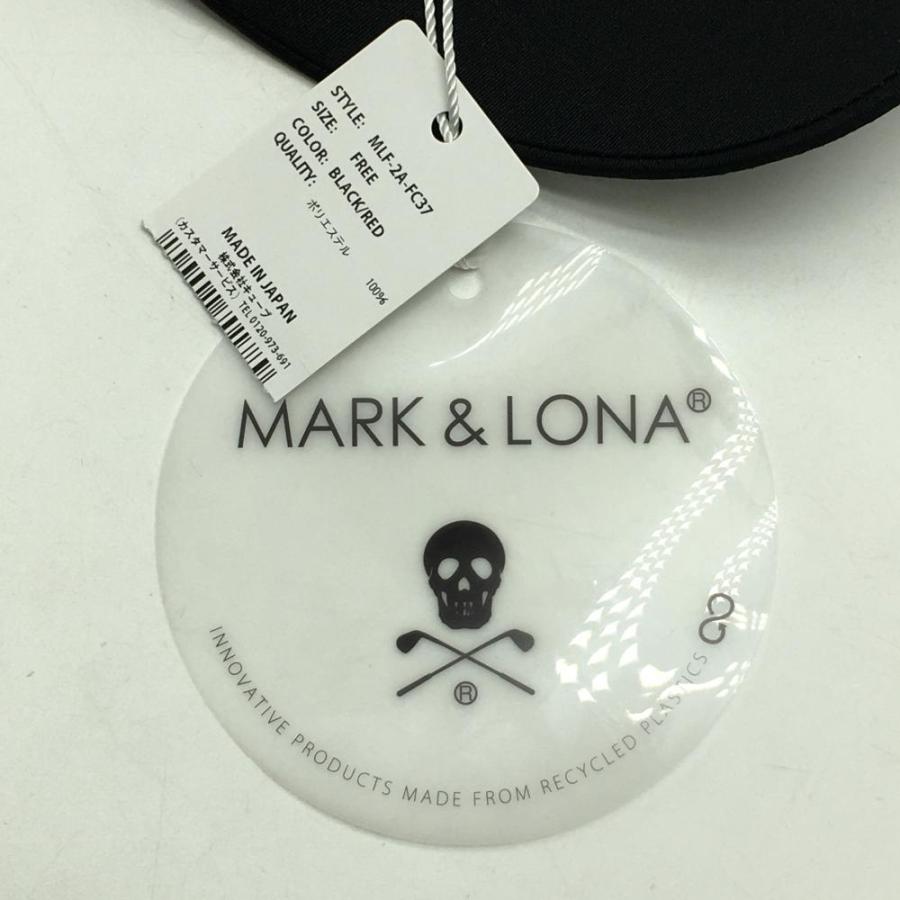 STYLE: MLF-2A-FC37
SIZE: FREE
COLOR: BLACK/RED
QUALITY: ポリエステル 100%
MADE IN JAPAN
株式会社キューブ
(カスタマーサービス) TEL 0120-973-691
MARK & LONA®
®
INNOVATIVE PRODUCTS MADE FROM RECYCLED PLASTICS